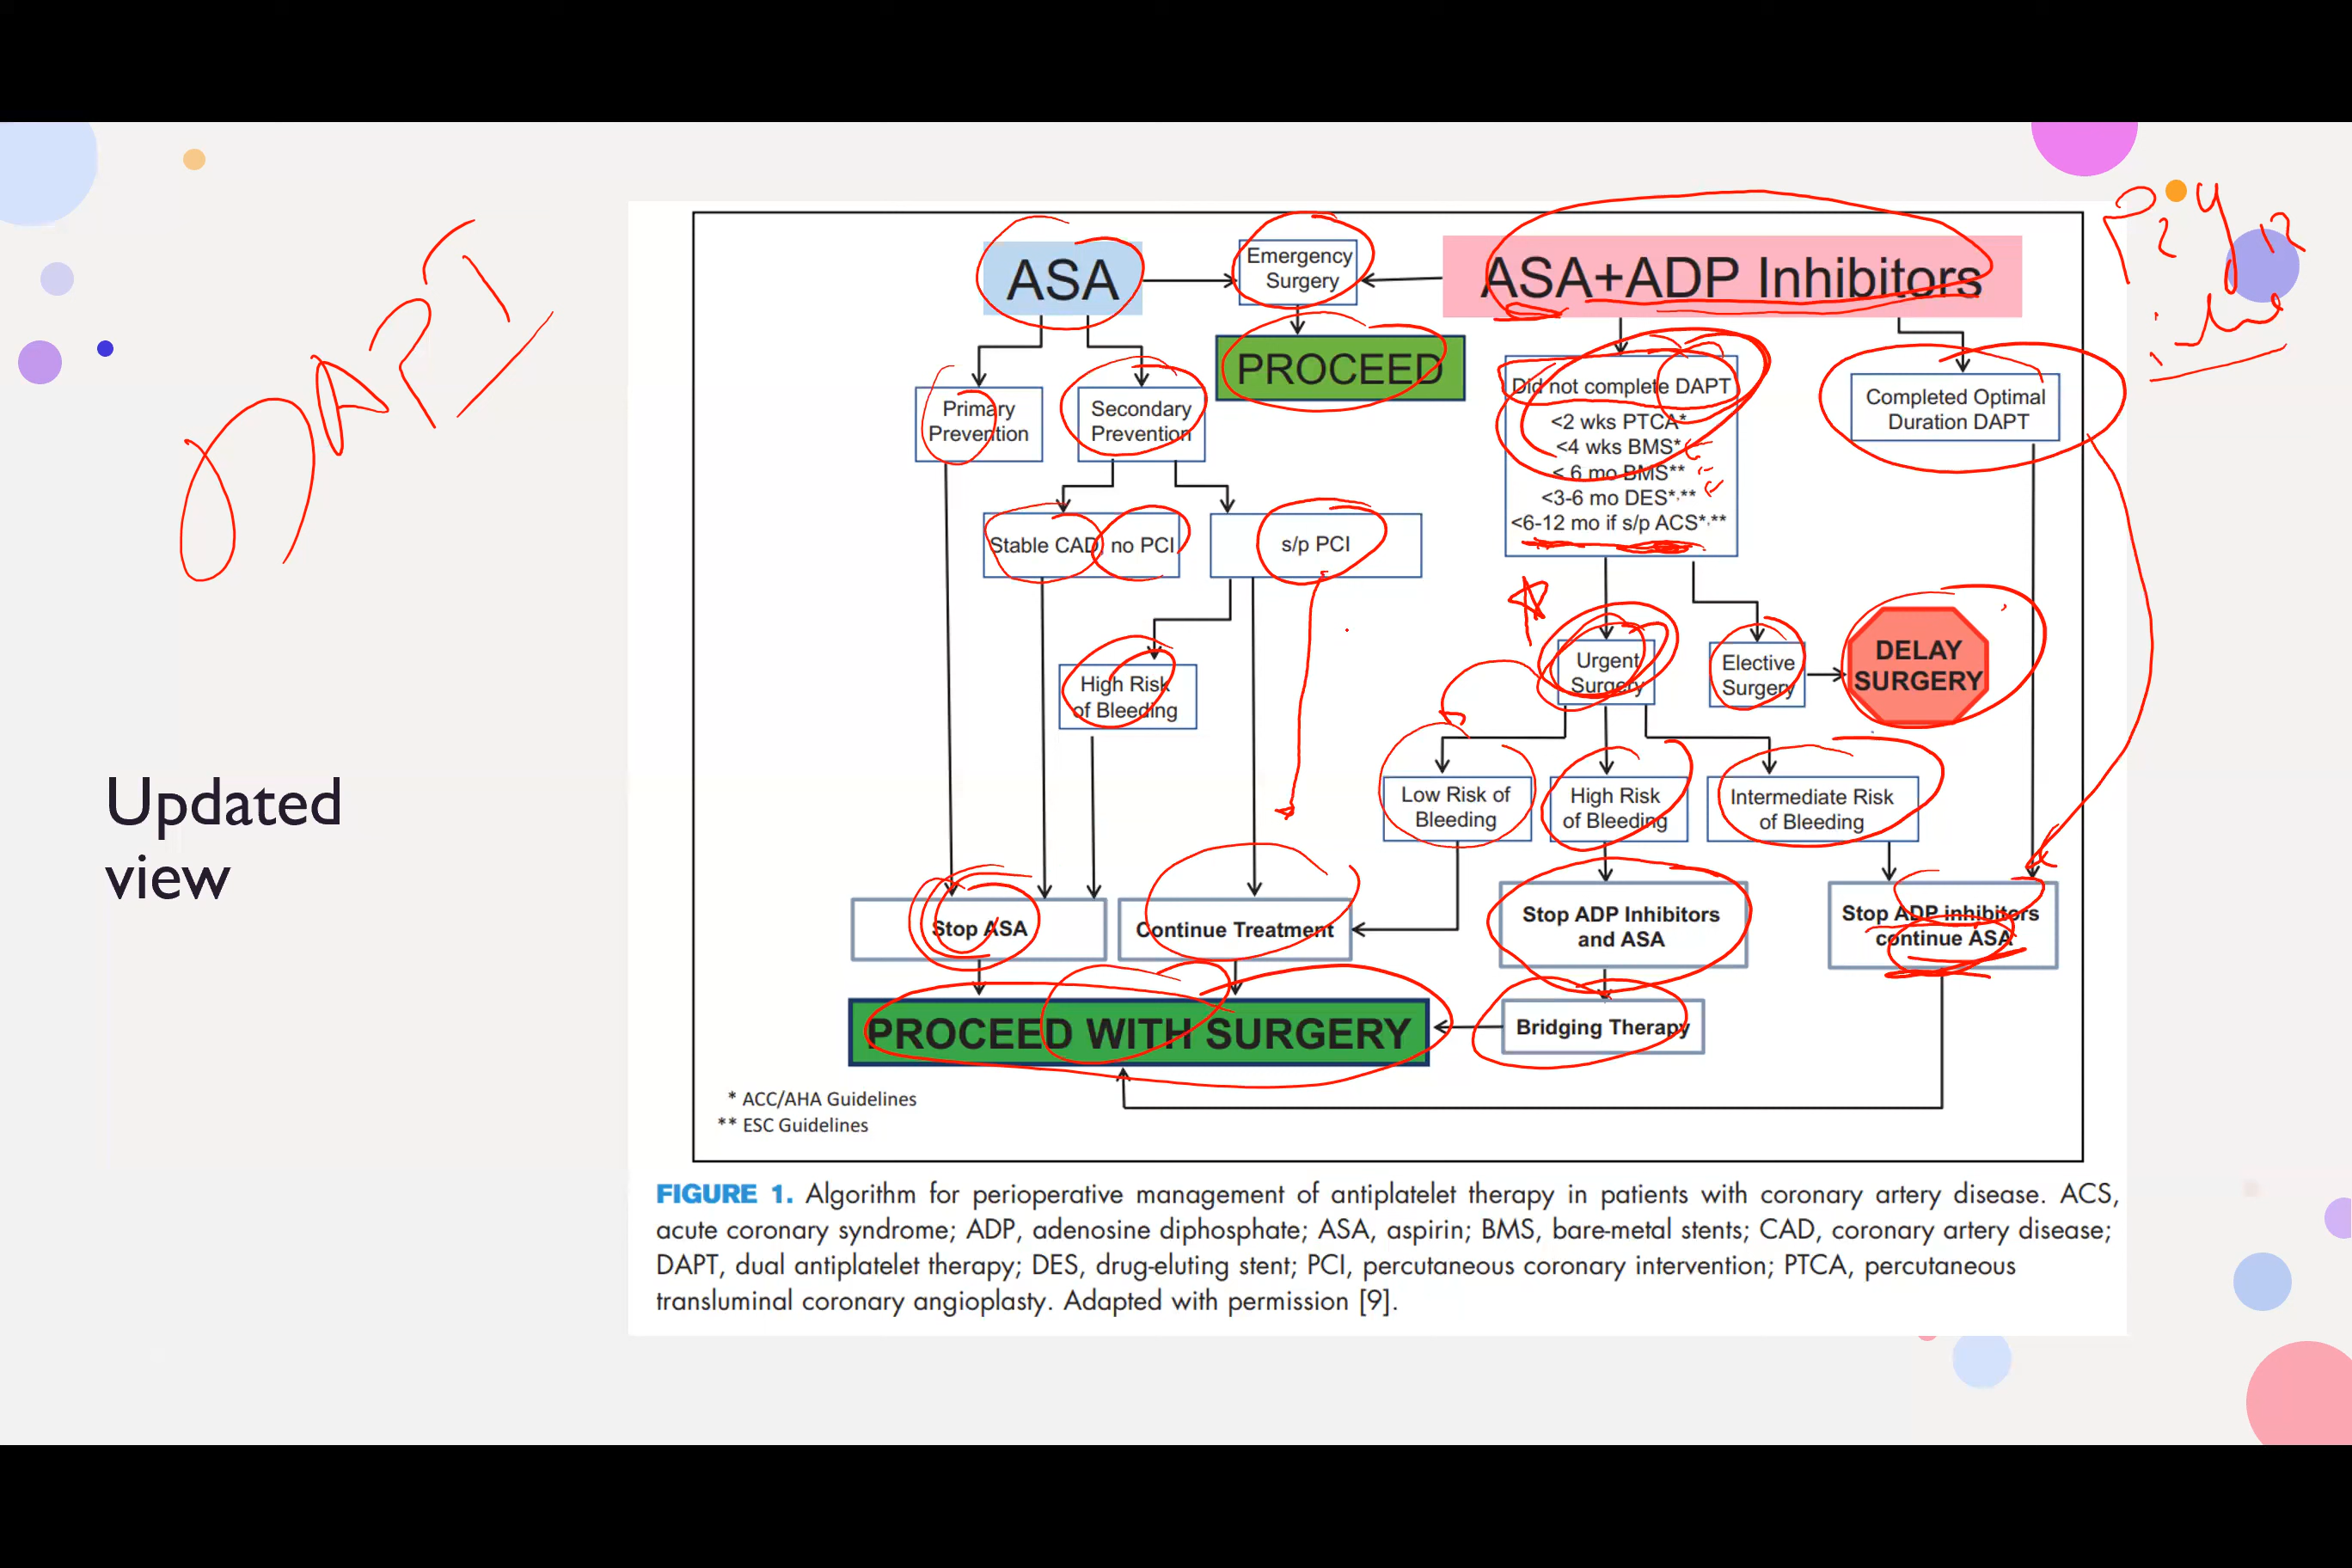 DAPT
P2Y12
Updated
view
ASA
Emergency
Surgery
ASA+ADP Inhibitors
PROCEED
Primary
Prevention
Secondary
Prevention
Did not complete DAPT
<2 wks PTCA*
<4 wks BMS*
< 6 mo BMS**
<3-6 mo DES*,**
<6-12 mo if s/p ACS*,**
Completed Optimal
Duration DAPT
Stable CAD, no PCI
s/p PCI
High Risk
of Bleeding
Urgent
Surgery
Elective
Surgery
DELAY
SURGERY
Low Risk of
Bleeding
High Risk
of Bleeding
Intermediate Risk
of Bleeding
Stop ASA
Continue Treatment
Stop ADP Inhibitors
and ASA
Stop ADP inhibitors
continue ASA
PROCEED WITH SURGERY
Bridging Therapy
* ACC/AHA Guidelines
** ESC Guidelines
FIGURE 1. Algorithm for perioperative management of antiplatelet therapy in patients with coronary artery disease. ACS,
acute coronary syndrome; ADP, adenosine diphosphate; ASA, aspirin; BMS, bare-metal stents; CAD, coronary artery disease;
DAPT, dual antiplatelet therapy; DES, drug-eluting stent; PCI, percutaneous coronary intervention; PTCA, percutaneous
transluminal coronary angioplasty. Adapted with permission [9].